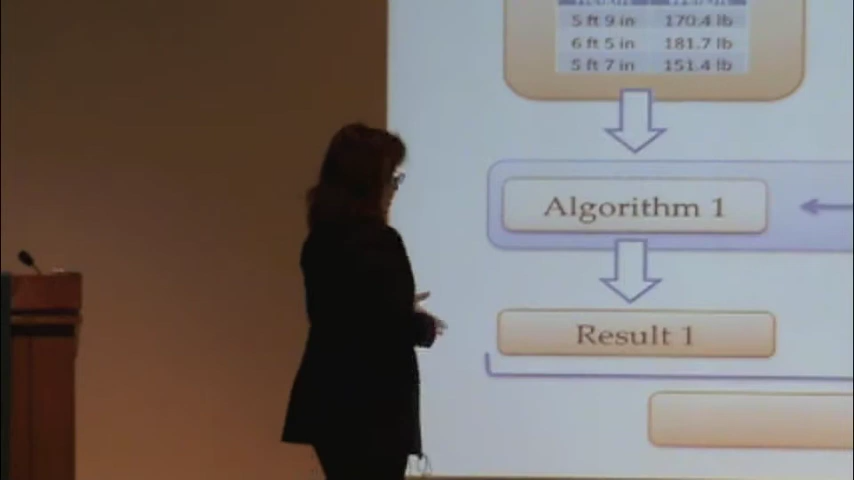 5 ft 9 in 170.4 lb
6 ft 5 in 181.7 lb
5 ft 7 in 151.4 lb
Algorithm 1
Result 1